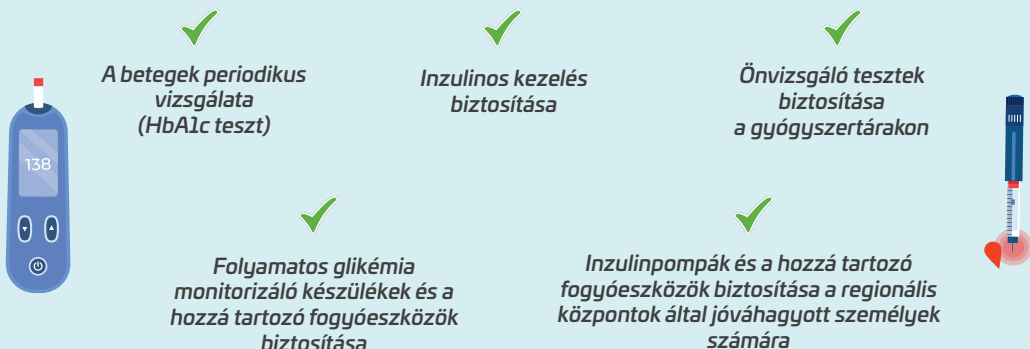 A betegek periodikus
vizsgálata
(HbA1c teszt)
Inzulinos kezelés
biztosítása
Önvizsgáló tesztek
biztosítása
a gyógyszertárakon
138
Folyamatos glikémia
monitorizáló készülékek és a
hozzá tartozó fogyóeszközök
biztosítása
Inzulinpompák és a hozzá tartozó
fogyóeszközök biztosítása a regionális
központok által jóváhagyott személyek
számára